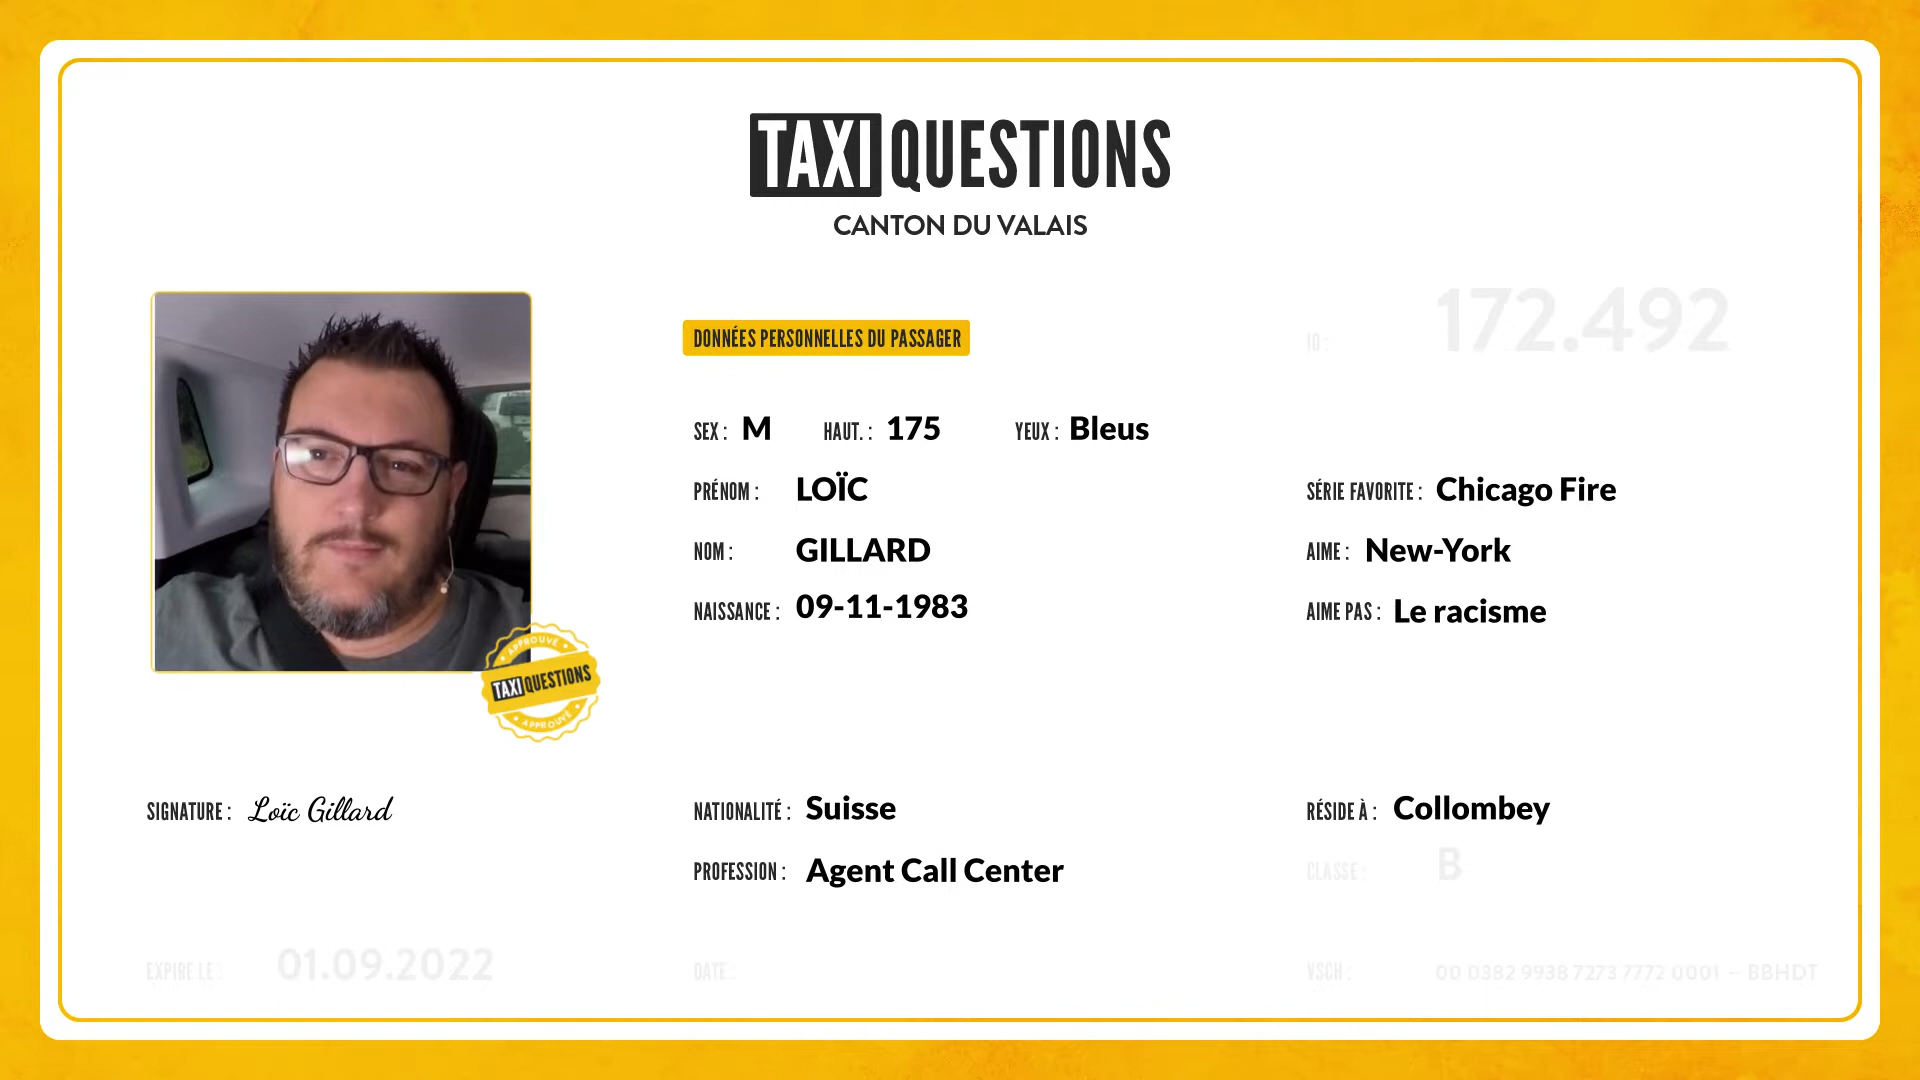 TAXI QUESTIONS
CANTON DU VALAIS
DONNÉES PERSONNELLES DU PASSAGER
ID : 172.492
SEX : M HAUT. : 175 YEUX : Bleus
PRÉNOM : LOÏC
NOM : GILLARD
NAISSANCE : 09-11-1983
SÉRIE FAVORITE : Chicago Fire
AIME : New-York
AIME PAS : Le racisme
APPROUVÉ
TAXI QUESTIONS
APPROUVÉ
SIGNATURE : Loïc Gillard
NATIONALITÉ : Suisse
PROFESSION : Agent Call Center
RÉSIDE À : Collombey
CLASSE : B
EXPIRE LE : 01.09.2022
DATE :
VSCH : 00 0382 9938 7273 7772 0001 – BBHDT